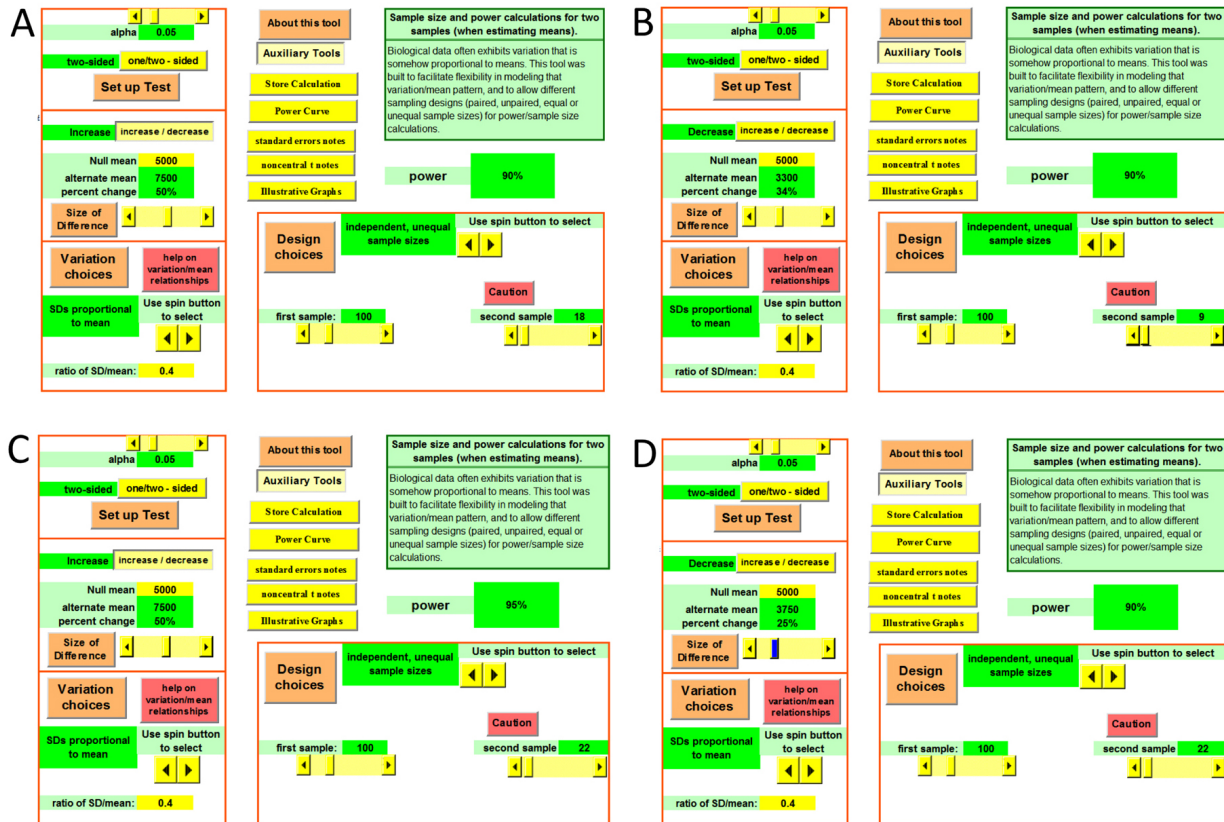 A
alpha 0.05
two-sided one/two - sided
Set up Test
Increase increase / decrease
Null mean 5000
alternate mean 7500
percent change 50%
Size of
Difference
Variation
choices
help on
variation/mean
relationships
SDs proportional
to mean
Use spin button
to select
ratio of SD/mean: 0.4
About this tool
Auxiliary Tools
Store Calculation
Power Curve
standard errors notes
noncentral t notes
Illustrative Graphs
Sample size and power calculations for two
samples (when estimating means).
Biological data often exhibits variation that is
somehow proportional to means. This tool was
built to facilitate flexibility in modeling that
variation/mean pattern, and to allow different
sampling designs (paired, unpaired, equal or
unequal sample sizes) for power/sample size
calculations.
power 90%
Design
choices
independent, unequal
sample sizes
Use spin button to select
Caution
first sample: 100
second sample 18
B
alpha 0.05
two-sided one/two - sided
Set up Test
Decrease increase / decrease
Null mean 5000
alternate mean 3300
percent change 34%
Size of
Difference
Variation
choices
help on
variation/mean
relationships
SDs proportional
to mean
Use spin button
to select
ratio of SD/mean: 0.4
About this tool
Auxiliary Tools
Store Calculation
Power Curve
standard errors notes
noncentral t notes
Illustrative Graphs
Sample size and power calculations for two
samples (when estimating means).
Biological data often exhibits variation that is
somehow proportional to means. This tool was
built to facilitate flexibility in modeling that
variation/mean pattern, and to allow different
sampling designs (paired, unpaired, equal or
unequal sample sizes) for power/sample size
calculations.
power 90%
Design
choices
independent, unequal
sample sizes
Use spin button to select
Caution
first sample: 100
second sample 9
C
alpha 0.05
two-sided one/two - sided
Set up Test
Increase increase / decrease
Null mean 5000
alternate mean 7500
percent change 50%
Size of
Difference
Variation
choices
help on
variation/mean
relationships
SDs proportional
to mean
Use spin button
to select
ratio of SD/mean: 0.4
About this tool
Auxiliary Tools
Store Calculation
Power Curve
standard errors notes
noncentral t notes
Illustrative Graphs
Sample size and power calculations for two
samples (when estimating means).
Biological data often exhibits variation that is
somehow proportional to means. This tool was
built to facilitate flexibility in modeling that
variation/mean pattern, and to allow different
sampling designs (paired, unpaired, equal or
unequal sample sizes) for power/sample size
calculations.
power 95%
Design
choices
independent, unequal
sample sizes
Use spin button to select
Caution
first sample: 100
second sample 22
D
alpha 0.05
two-sided one/two - sided
Set up Test
Decrease increase / decrease
Null mean 5000
alternate mean 3750
percent change 25%
Size of
Difference
Variation
choices
help on
variation/mean
relationships
SDs proportional
to mean
Use spin button
to select
ratio of SD/mean: 0.4
About this tool
Auxiliary Tools
Store Calculation
Power Curve
standard errors notes
noncentral t notes
Illustrative Graphs
Sample size and power calculations for two
samples (when estimating means).
Biological data often exhibits variation that is
somehow proportional to means. This tool was
built to facilitate flexibility in modeling that
variation/mean pattern, and to allow different
sampling designs (paired, unpaired, equal or
unequal sample sizes) for power/sample size
calculations.
power 90%
Design
choices
independent, unequal
sample sizes
Use spin button to select
Caution
first sample: 100
second sample 22